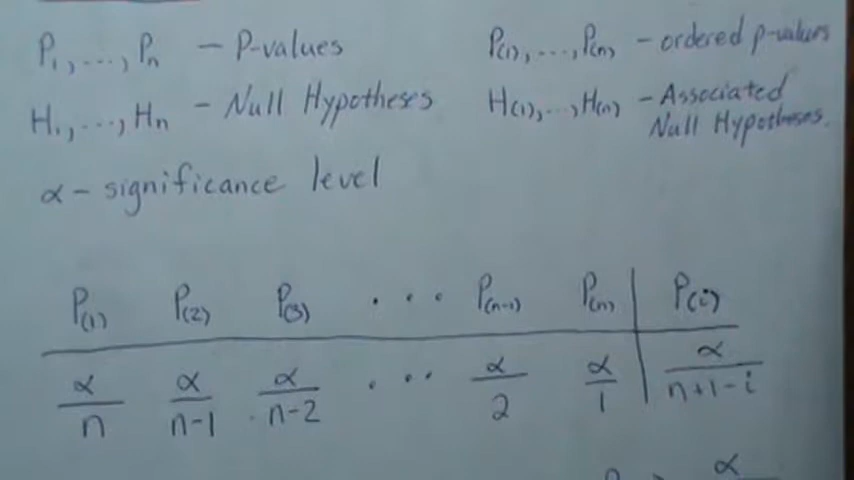 P₁, ..., Pₙ – P-values
P₍₁₎, ..., P₍ₙ₎ – ordered p-values
H₁, ..., Hₙ – Null Hypotheses
H₍₁₎, ..., H₍ₙ₎ – Associated
Null Hypotheses.
α – significance level
P₍₁₎ P₍₂₎ P₍₃₎ · · · P₍ₙ₋₁₎ P₍ₙ₎ | P₍ᵢ₎
α/n α/n-1 α/n-2 · · · α/2 α/1 | α/n+1-i
α